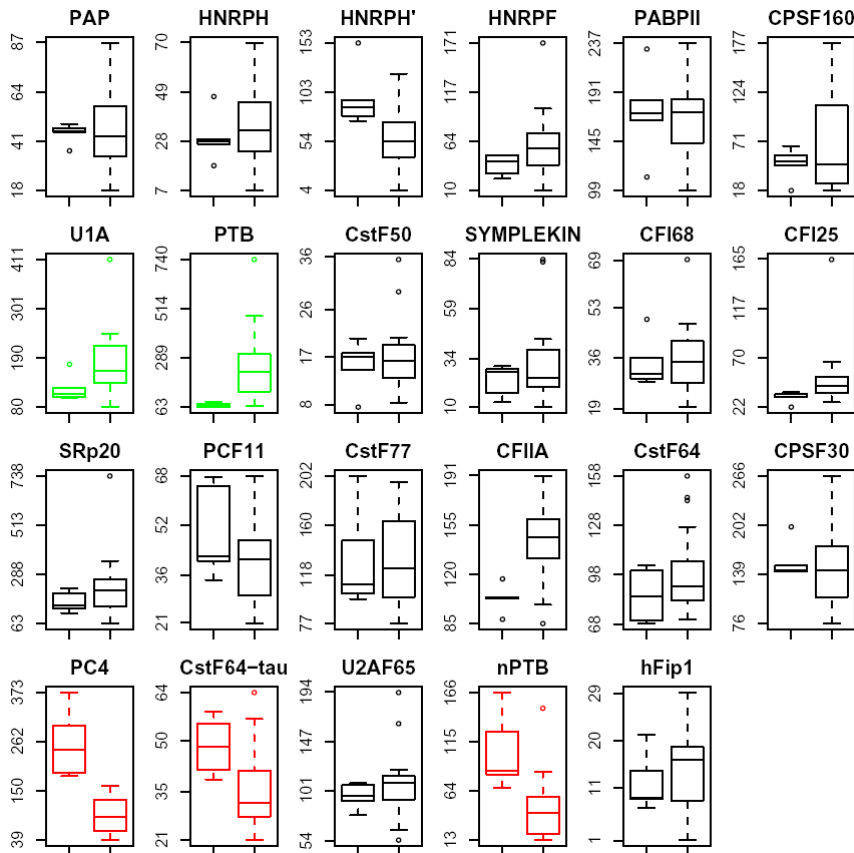 PAP HNRPH HNRPH' HNRPF PABPII CPSF160
87 64 41 18
70 49 28 7
153 103 54 4
171 117 64 10
237 191 145 99
177 124 71 18
U1A PTB CstF50 SYMPLEKIN CFI68 CFI25
411 301 190 80
740 514 289 63
36 26 17 8
84 59 34 10
69 53 36 19
165 117 70 22
SRp20 PCF11 CstF77 CFIIA CstF64 CPSF30
738 513 288 63
68 52 36 21
202 160 118 77
191 155 120 85
158 128 98 68
266 202 139 76
PC4 CstF64-tau U2AF65 nPTB hFip1
373 262 150 39
64 50 35 21
194 147 101 54
166 115 64 13
29 20 11 1